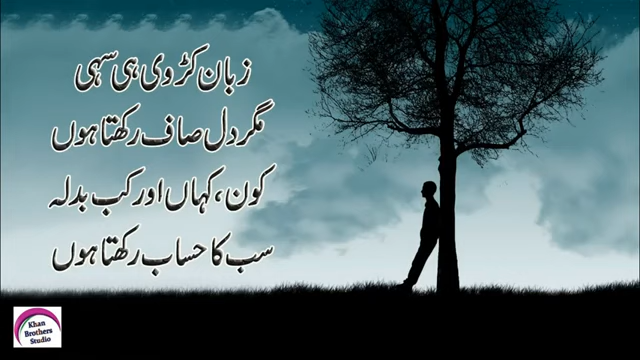 زبان کڑوی ہی سہی
مگر دل صاف رکھتا ہوں
کون، کہاں اور کب بدلہ
سب کا حساب رکھتا ہوں
Khan
Brothers
Studio